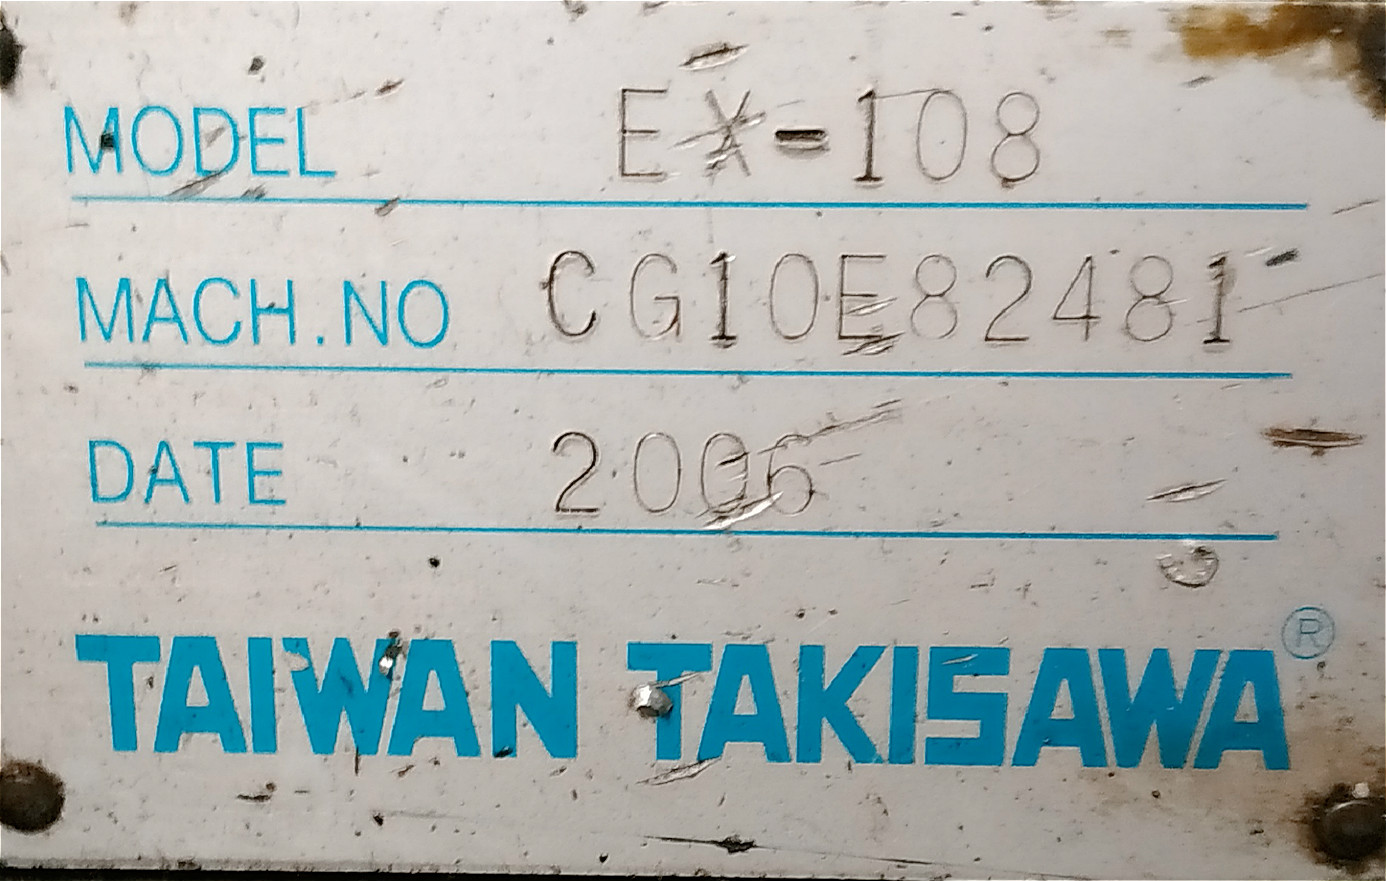 MODEL EX-108
MACH.NO CG10E82481
DATE 2006
TAIWAN TAKISAWA ®